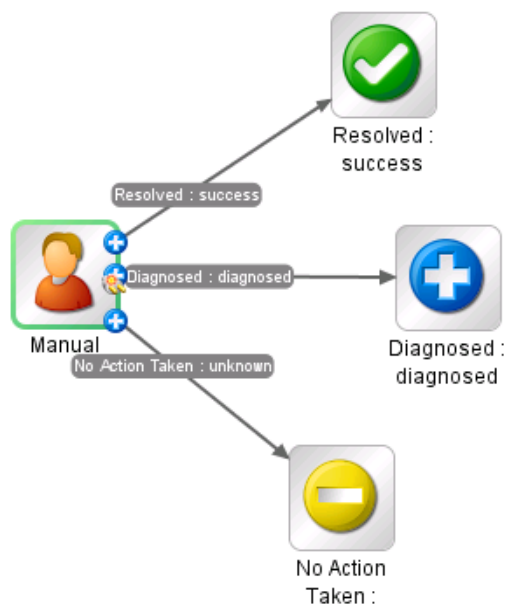 Resolved :
success
Resolved : success
Diagnosed : diagnosed
Manual
Diagnosed :
diagnosed
No Action Taken : unknown
No Action
Taken :